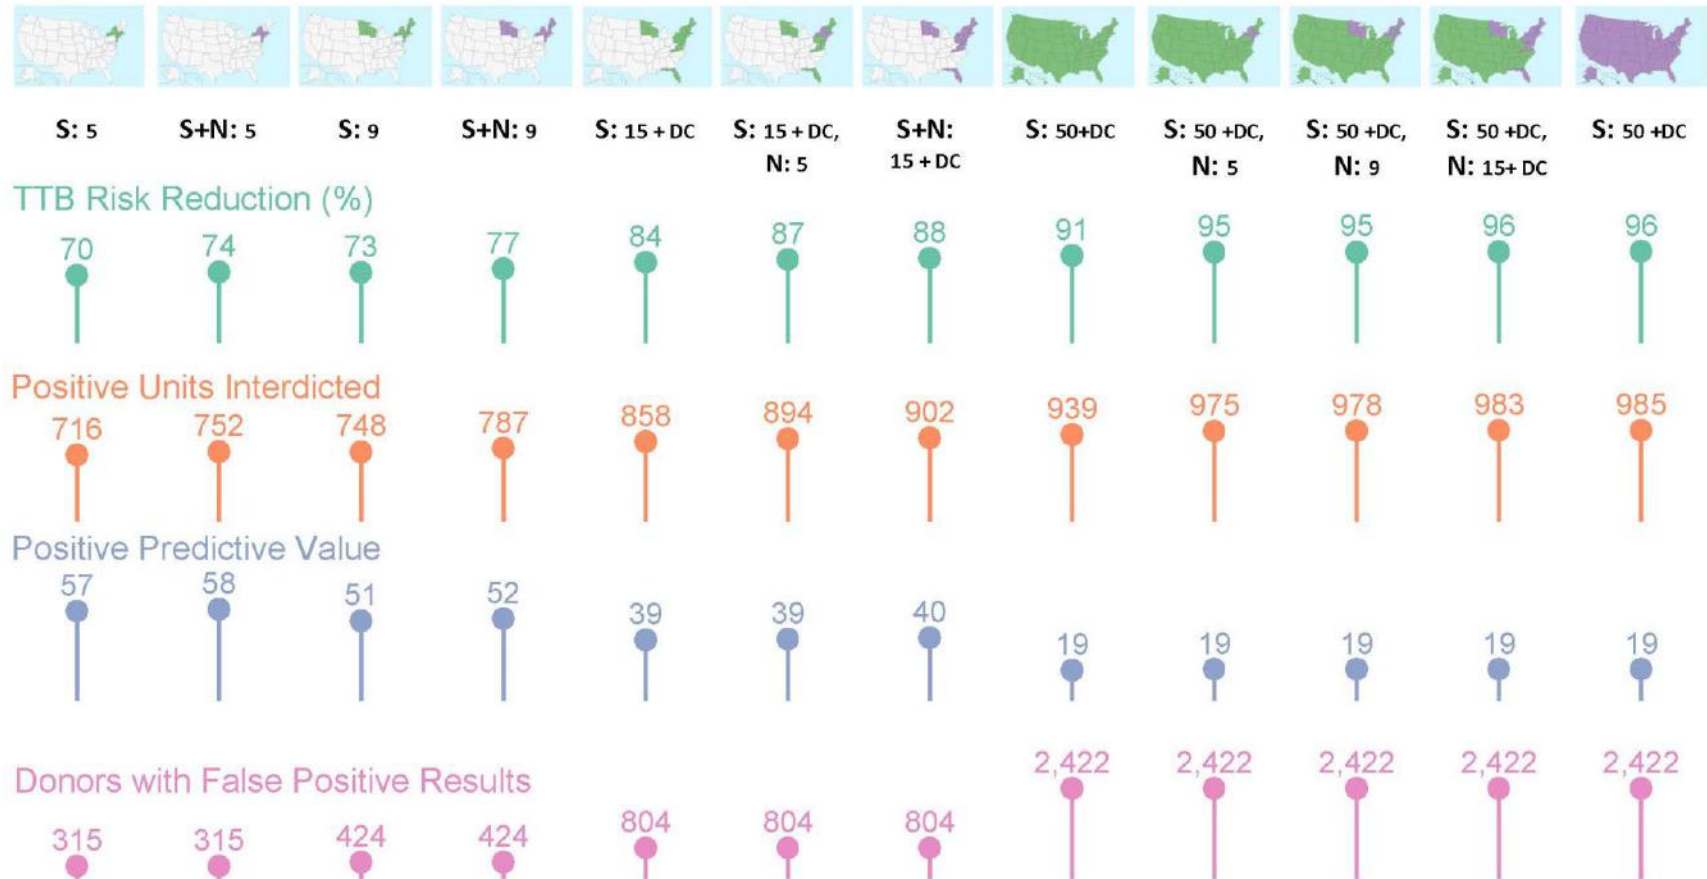 S: 5 S+N: 5 S: 9 S+N: 9 S: 15 + DC S: 15 + DC, S+N: S: 50+DC S: 50 +DC, S: 50 +DC, S: 50 +DC, S: 50 +DC
N: 5 15 + DC N: 5 N: 9 N: 15+ DC
TTB Risk Reduction (%)
70 74 73 77 84 87 88 91 95 95 96 96
Positive Units Interdicted
716 752 748 787 858 894 902 939 975 978 983 985
Positive Predictive Value
57 58 51 52 39 39 40 19 19 19 19 19
Donors with False Positive Results
315 315 424 424 804 804 804 2,422 2,422 2,422 2,422 2,422